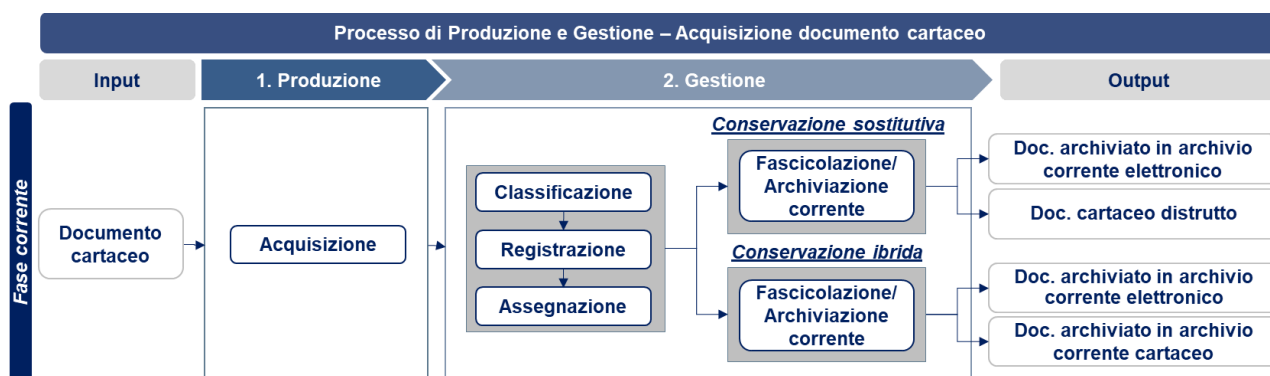 Processo di Produzione e Gestione – Acquisizione documento cartaceo
Input
1. Produzione
2. Gestione
Output
Fase corrente
Documento
cartaceo
Acquisizione
Classificazione
Registrazione
Assegnazione
Conservazione sostitutiva
Fascicolazione/
Archiviazione
corrente
Conservazione ibrida
Fascicolazione/
Archiviazione
corrente
Doc. archiviato in archivio
corrente elettronico
Doc. cartaceo distrutto
Doc. archiviato in archivio
corrente elettronico
Doc. archiviato in archivio
corrente cartaceo